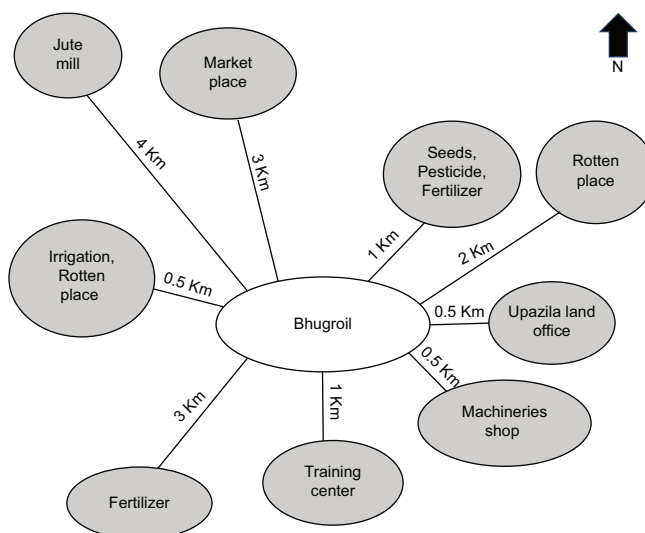 Jute
mill
Market
place
N
4 Km
3 Km
Seeds,
Pesticide,
Fertilizer
Rotten
place
1 Km
2 Km
Irrigation,
Rotten
place
0.5 Km
Bhugroil
0.5 Km
Upazila land
office
0.5 Km
Machineries
shop
3 Km
1 Km
Training
center
Fertilizer